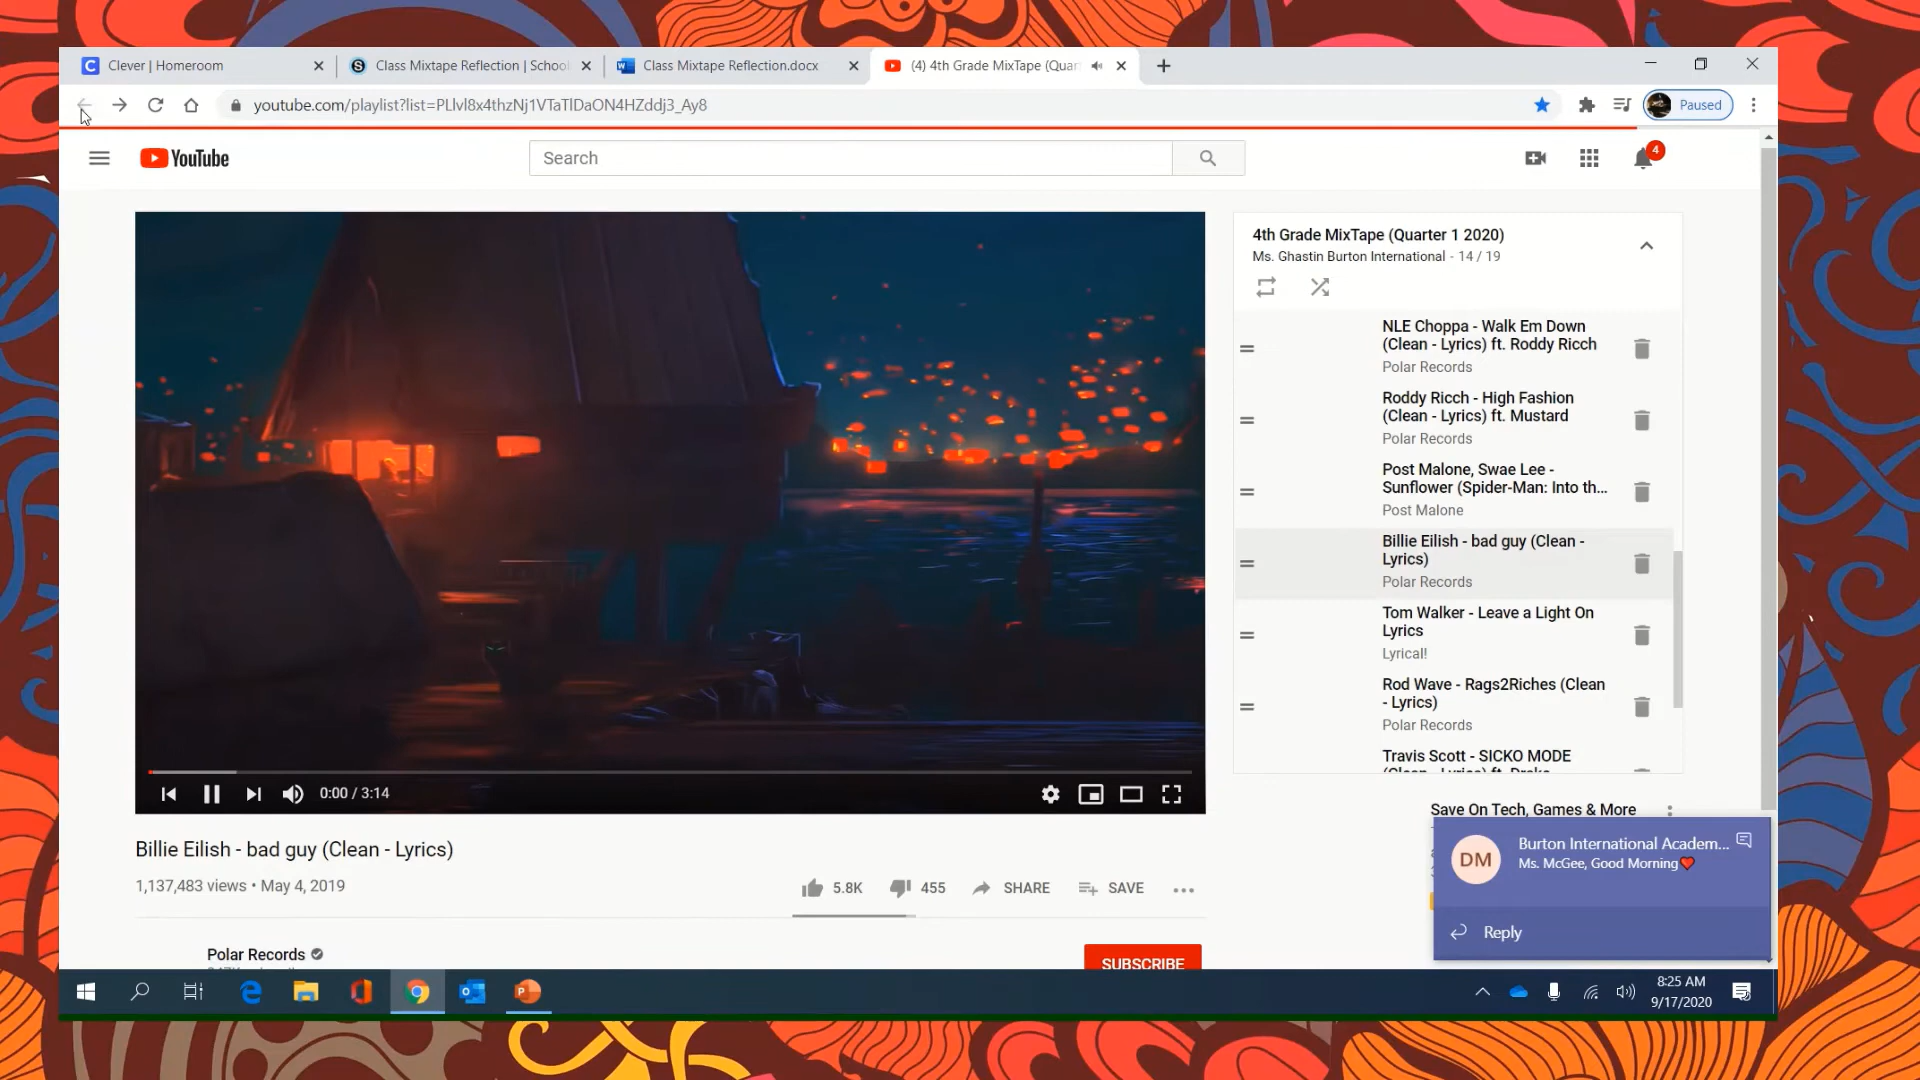 Clever | Homeroom
Class Mixtape Reflection | Schoo
Class Mixtape Reflection.docx
(4) 4th Grade MixTape (Quar
youtube.com/playlist?list=PLlvl8x4thzNj1VTaTlDaON4HZddj3_Ay8
Paused
YouTube
Search
4
4th Grade MixTape (Quarter 1 2020)
Ms. Ghastin Burton International - 14 / 19
NLE Choppa - Walk Em Down
(Clean - Lyrics) ft. Roddy Ricch
Polar Records
Roddy Ricch - High Fashion
(Clean - Lyrics) ft. Mustard
Polar Records
Post Malone, Swae Lee -
Sunflower (Spider-Man: Into th...
Post Malone
Billie Eilish - bad guy (Clean -
Lyrics)
Polar Records
Tom Walker - Leave a Light On
Lyrics
Lyrical!
Rod Wave - Rags2Riches (Clean
- Lyrics)
Polar Records
Travis Scott - SICKO MODE
(Clean - Lyrics) ft. Drake
0:00 / 3:14
Billie Eilish - bad guy (Clean - Lyrics)
1,137,483 views • May 4, 2019
5.8K
455
SHARE
SAVE
Polar Records
SUBSCRIBE
Save On Tech, Games & More
DM
Burton International Academ...
Ms. McGee, Good Morning❤
Reply
8:25 AM
9/17/2020